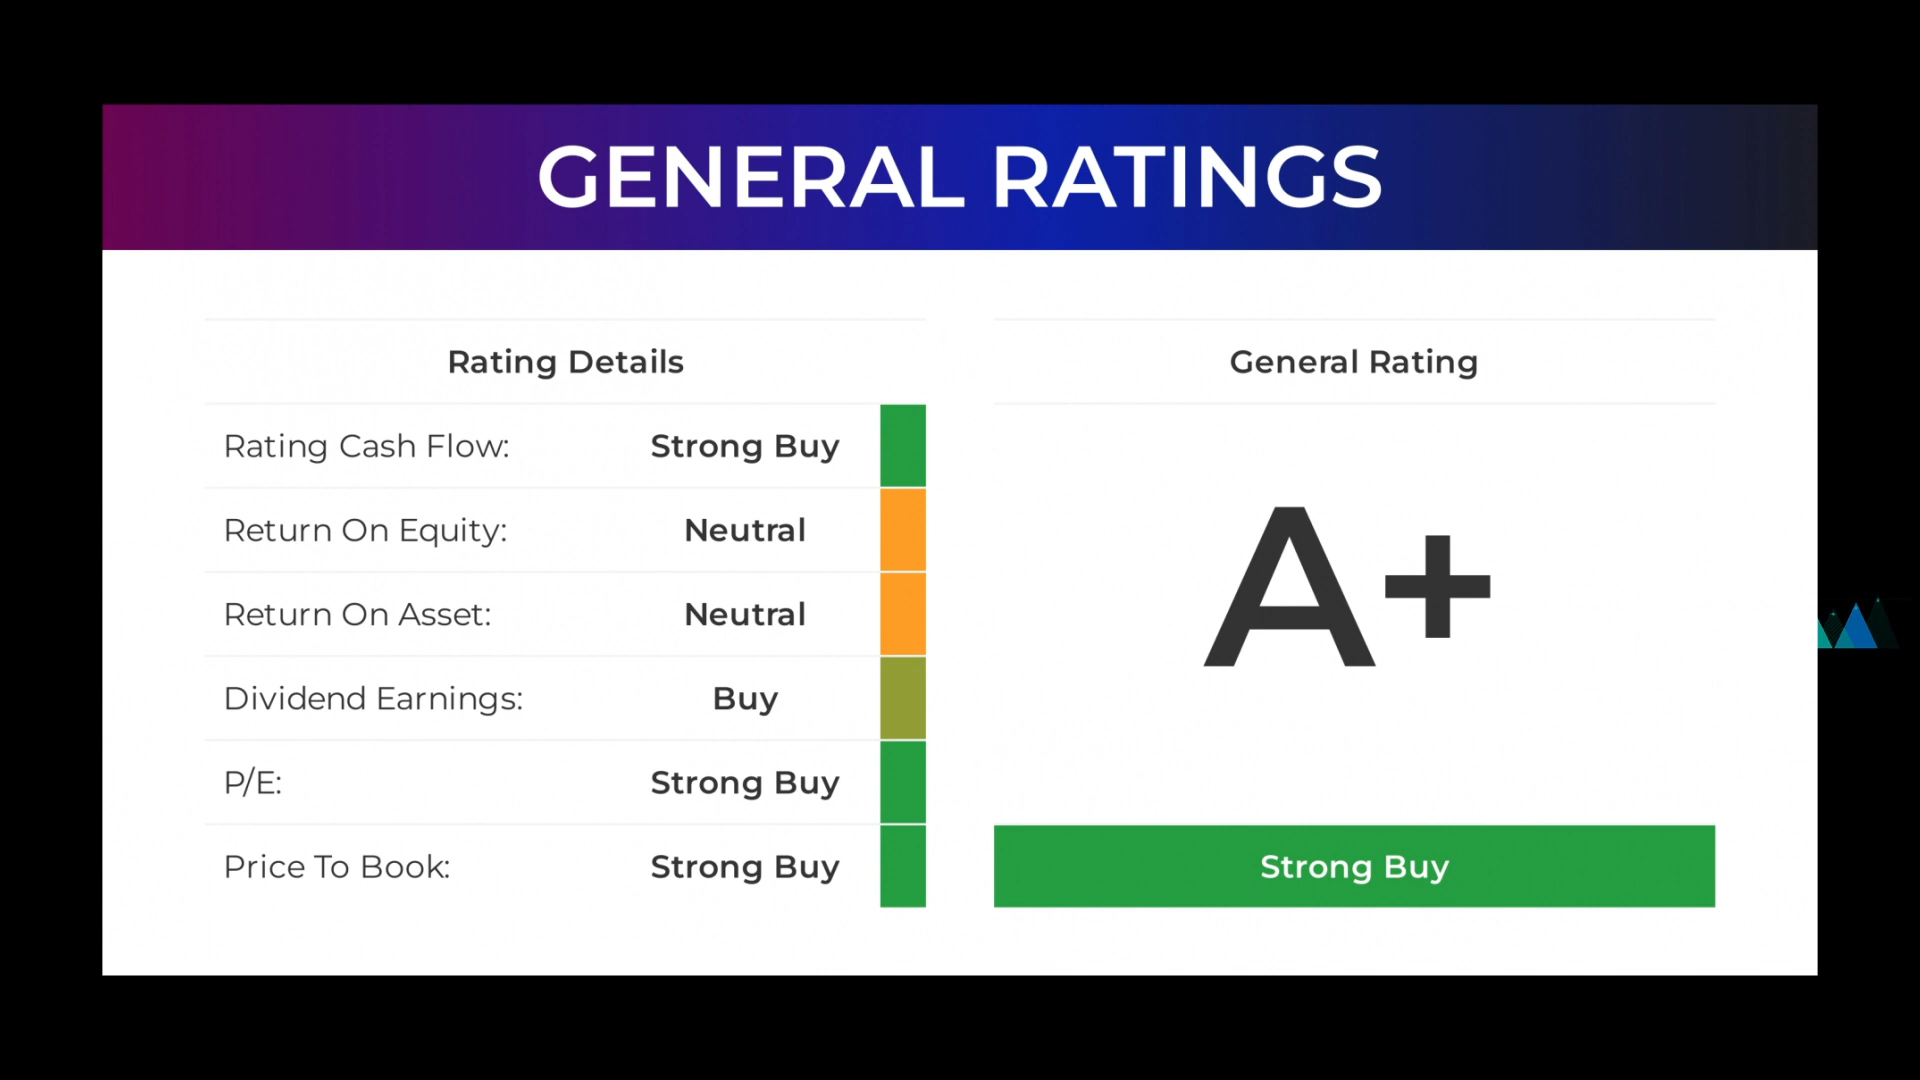 GENERAL RATINGS
Rating Details
Rating Cash Flow: Strong Buy
Return On Equity: Neutral
Return On Asset: Neutral
Dividend Earnings: Buy
P/E: Strong Buy
Price To Book: Strong Buy
General Rating
A+
Strong Buy